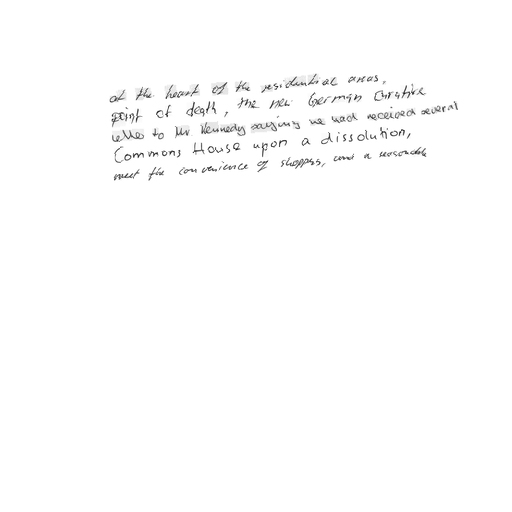 at the heart of the residential areas,
point of death, the new German Christine
letter to Mr Kennedy saying we had received several
Commons House upon a dissolution,
meet the convenience of shoppers, and a reasonable